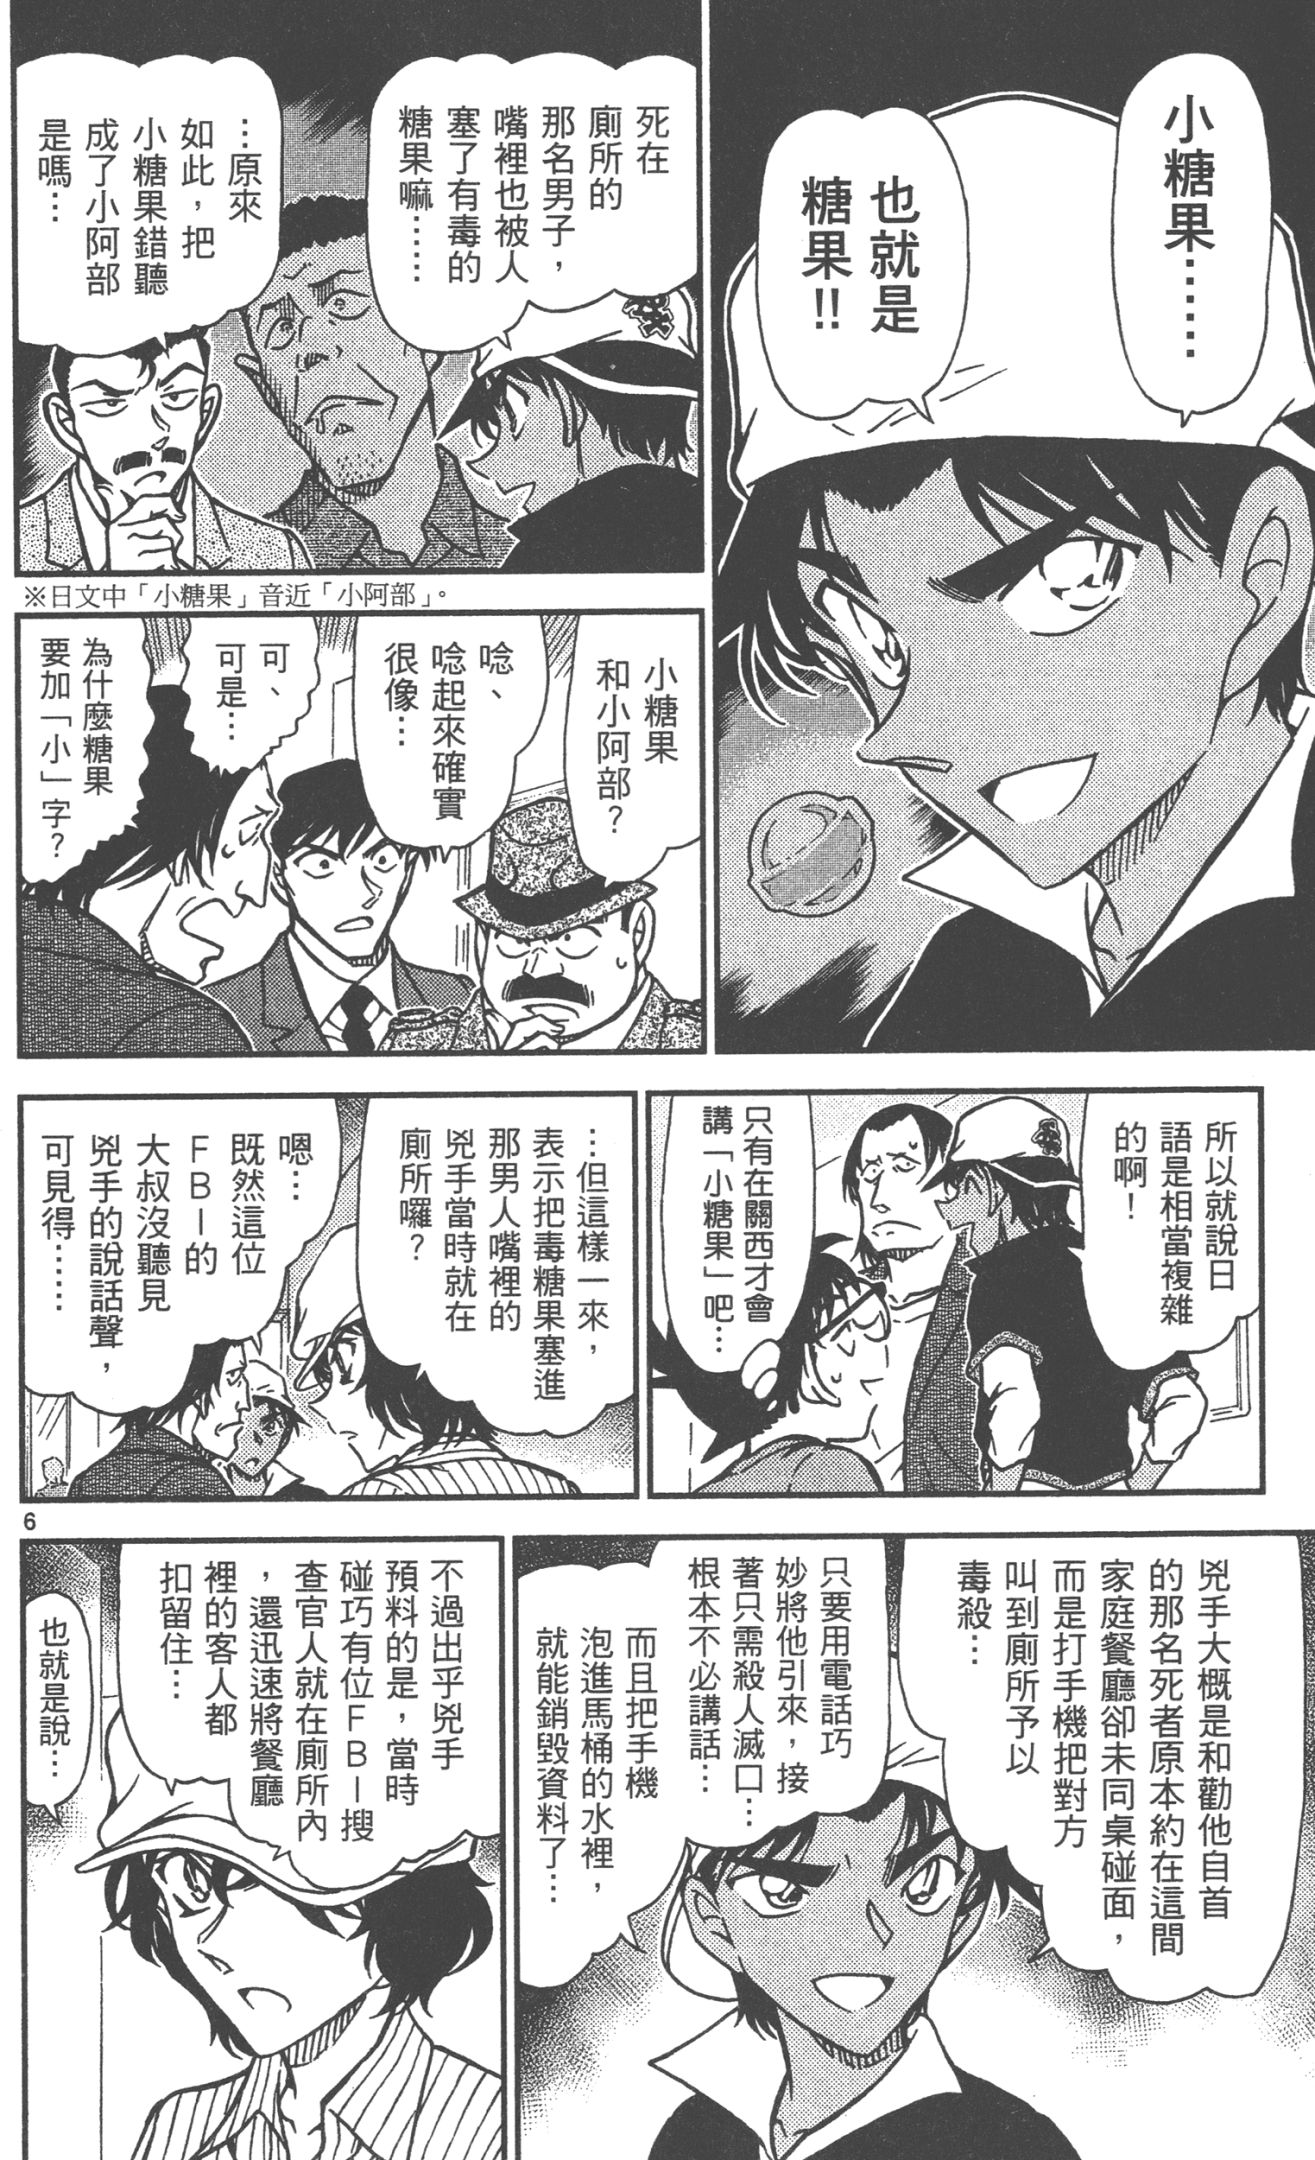 小糖果……
也就是
糖果!!
死在
廁所的
那名男子，
嘴裡也被人
塞了有毒的
糖果嘛……
…原來
如此，把
小糖果錯聽
成了小阿部
是嗎…
※日文中「小糖果」音近「小阿部」。
小糖果
和小阿部?
唸、
唸起來確實
很像…
可、
可是…
為什麼糖果
要加「小」字?
所以就說日
語是相當複雜
的啊!
只有在關西才會
講「小糖果」吧…
…但這樣一來，
表示把毒糖果塞進
那男人嘴裡的
兇手當時就在
廁所囉?
嗯…
既然這位
FBI的
大叔沒聽見
兇手的說話聲，
可見得……
6
兇手大概是和勸他自首
的那名死者原本約在這間
家庭餐廳卻未同桌碰面，
而是打手機把對方
叫到廁所予以
毒殺…
只要用電話巧
妙將他引來，接
著只需殺人滅口…
根本不必講話…
而且把手機
泡進馬桶的水裡，
就能銷毀資料了…
不過出乎兇手
預料的是，當時
碰巧有位FBI搜
查官人就在廁所內
，還迅速將餐廳
裡的客人都
扣留住…
也就是說…